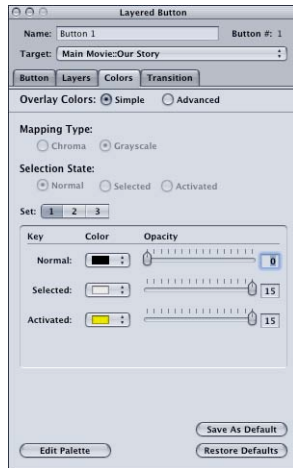 Layered Button
Name: Button 1 Button #: 1
Target: Main Movie::Our Story
Button Layers Colors Transition
Overlay Colors: Simple Advanced
Mapping Type:
Chroma Grayscale
Selection State:
Normal Selected Activated
Set: 1 2 3
Key Color Opacity
Normal: 0
Selected: 15
Activated: 15
Save As Default
Edit Palette Restore Defaults